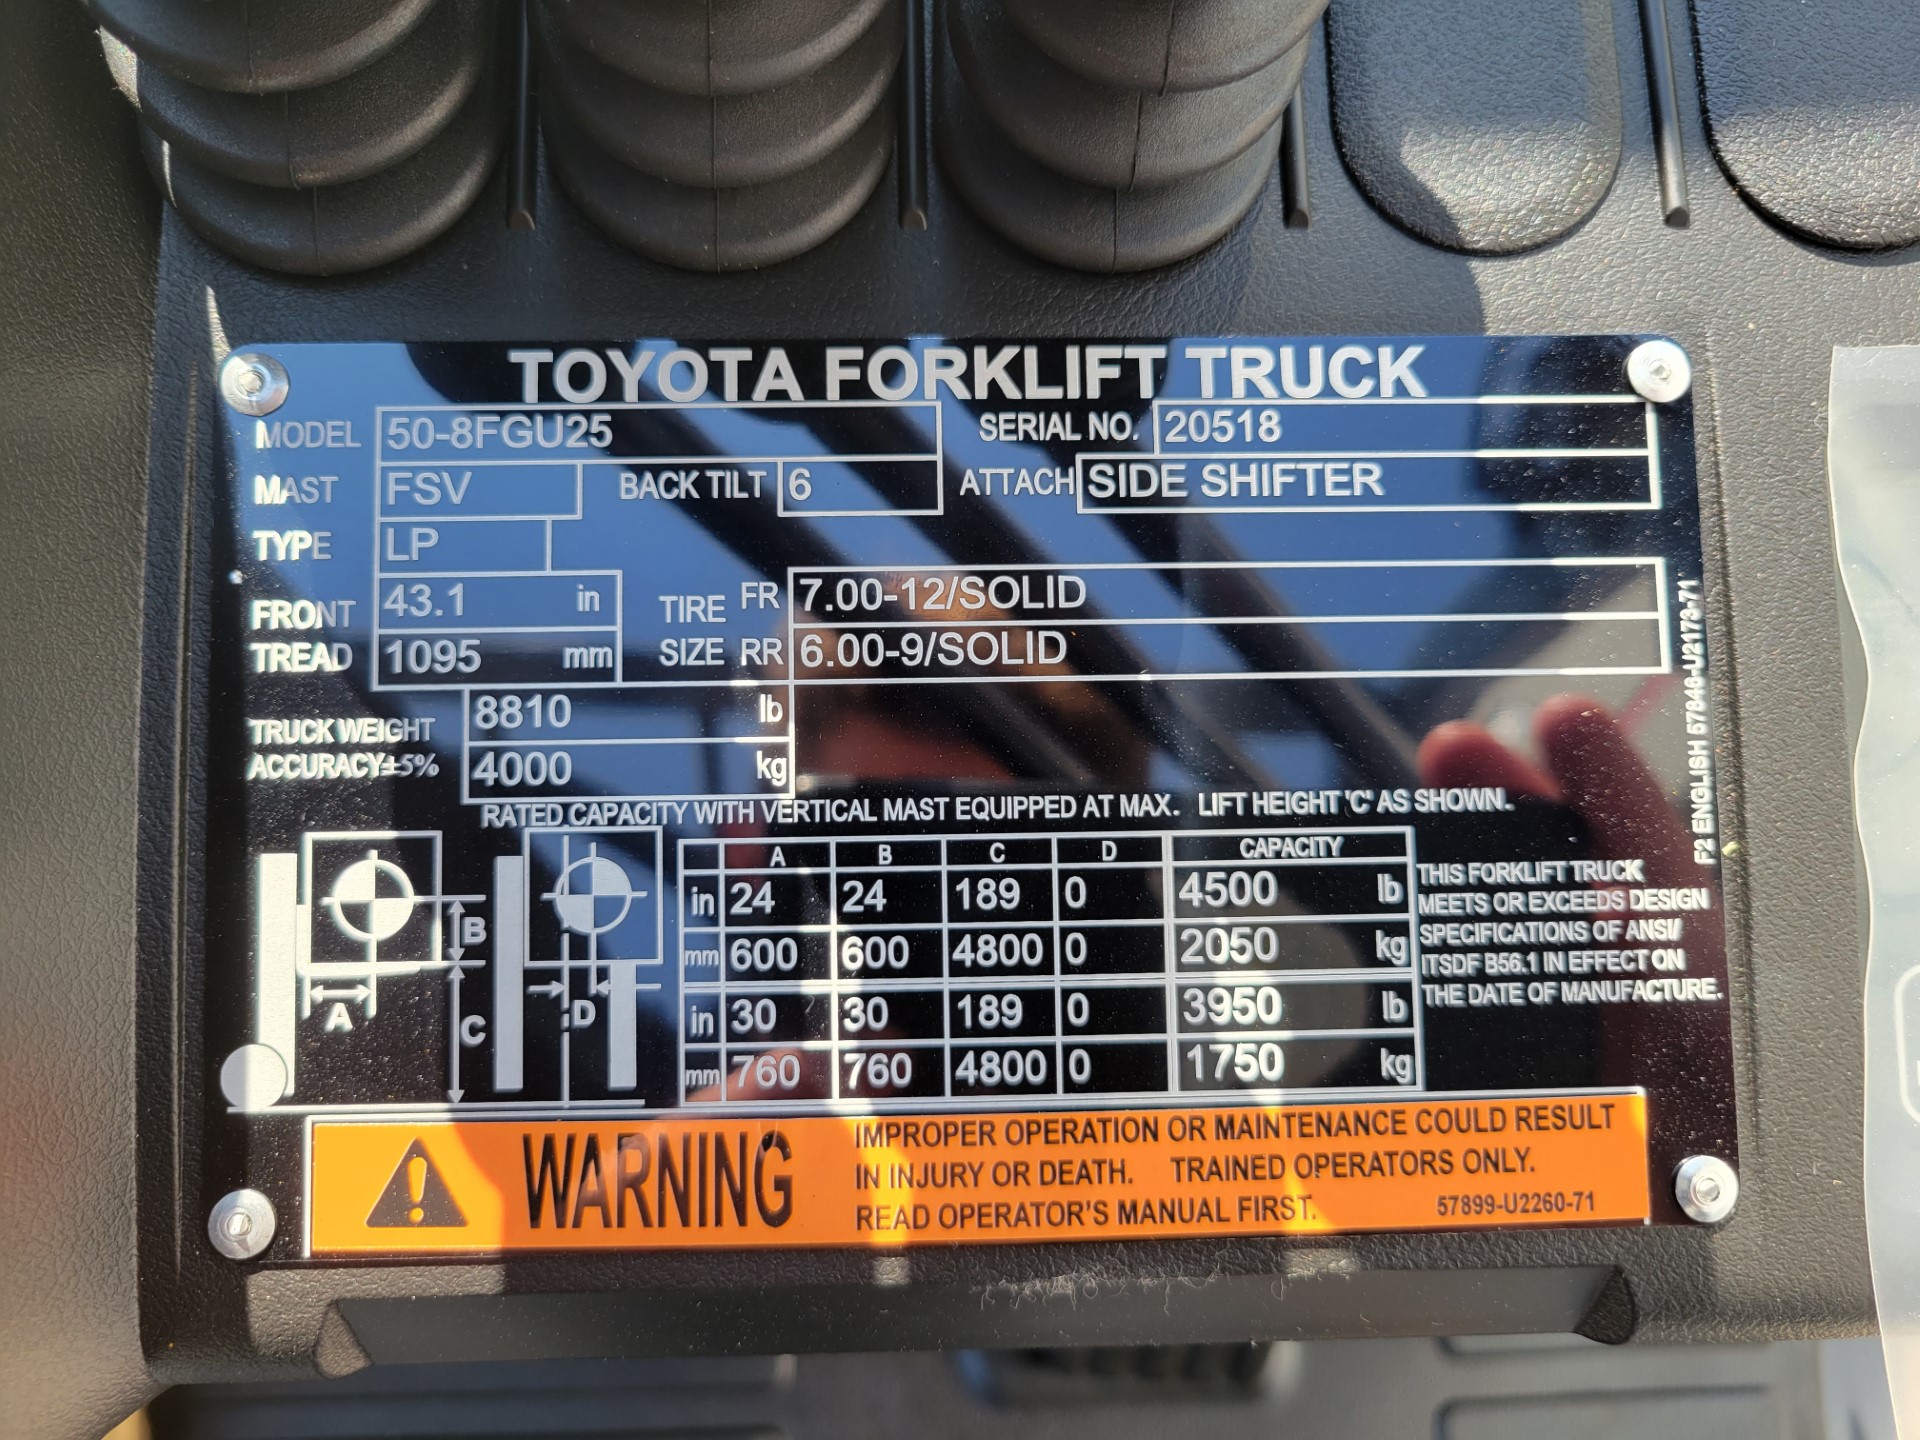 TOYOTA FORKLIFT TRUCK
MODEL 50-8FGU25 SERIAL NO. 20518
MAST FSV BACK TILT 6 ATTACH SIDE SHIFTER
TYPE LP
FRONT TREAD 43.1 in 1095 mm
TIRE SIZE FR 7.00-12/SOLID
RR 6.00-9/SOLID
TRUCK WEIGHT 8810 lb
ACCURACY±5% 4000 kg
RATED CAPACITY WITH VERTICAL MAST EQUIPPED AT MAX. LIFT HEIGHT 'C' AS SHOWN.
A B C D
A B C D CAPACITY
in 24 24 189 0 4500 lb
mm 600 600 4800 0 2050 kg
in 30 30 189 0 3950 lb
mm 760 760 4800 0 1750 kg
THIS FORKLIFT TRUCK
MEETS OR EXCEEDS DESIGN
SPECIFICATIONS OF ANSI/
ITSDF B56.1 IN EFFECT ON
THE DATE OF MANUFACTURE.
F2 ENGLISH 57846-U2173-71
WARNING
IMPROPER OPERATION OR MAINTENANCE COULD RESULT
IN INJURY OR DEATH. TRAINED OPERATORS ONLY.
READ OPERATOR'S MANUAL FIRST. 57899-U2260-71